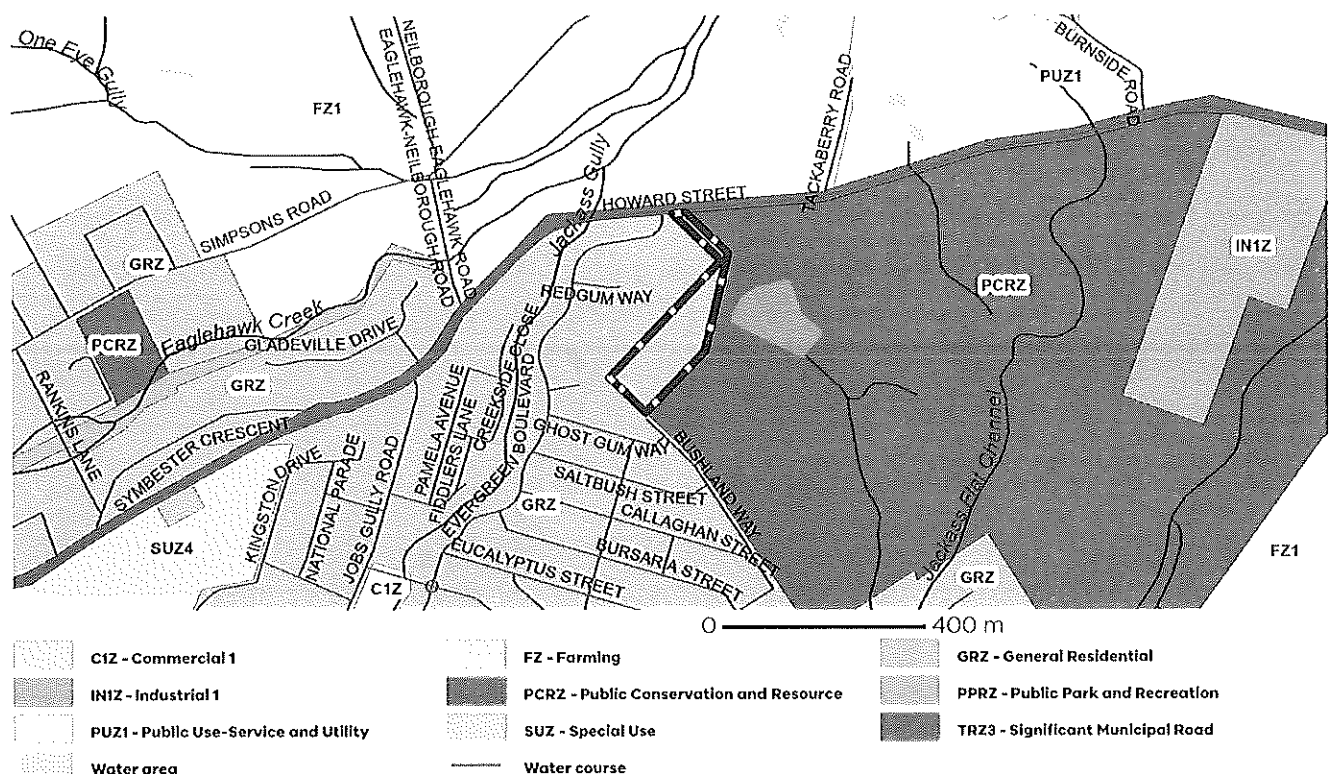 One Eye Gully
NEILBOROUGH-EAGLEHAWK ROAD
EAGLEHAWK-NEILBOROUGH ROAD
BURNSIDE ROAD
PUZ1
TACKABERRY ROAD
FZ1
Jackass Gully
HOWARD STREET
SIMPSONS ROAD
GRZ
IN1Z
PCRZ
REDGUM WAY
Eaglehawk Creek
PCRZ
GLADEVILLE DRIVE
GRZ
RANKINS LANE
SYMBESTER CRESCENT
PAMELA AVENUE
FIDDLERS LANE
CREEKSIDE CLOSE
EVERGREEN BOULEVARD
GHOST GUM WAY
BUSHLAND WAY
SALTBUSH STREET
CALLAGHAN STREET
BURSARIA STREET
EUCALYPTUS STREET
GRZ
KINGSTON DRIVE
NATIONAL PARADE
JOBS GULLY ROAD
SUZ4
C1Z
Jackass Flat Channel
GRZ
FZ1
0 400 m
C1Z - Commercial 1
FZ - Farming
GRZ - General Residential
IN1Z - Industrial 1
PCRZ - Public Conservation and Resource
PPRZ - Public Park and Recreation
PUZ1 - Public Use-Service and Utility
SUZ - Special Use
TRZ3 - Significant Municipal Road
Water area
Water course